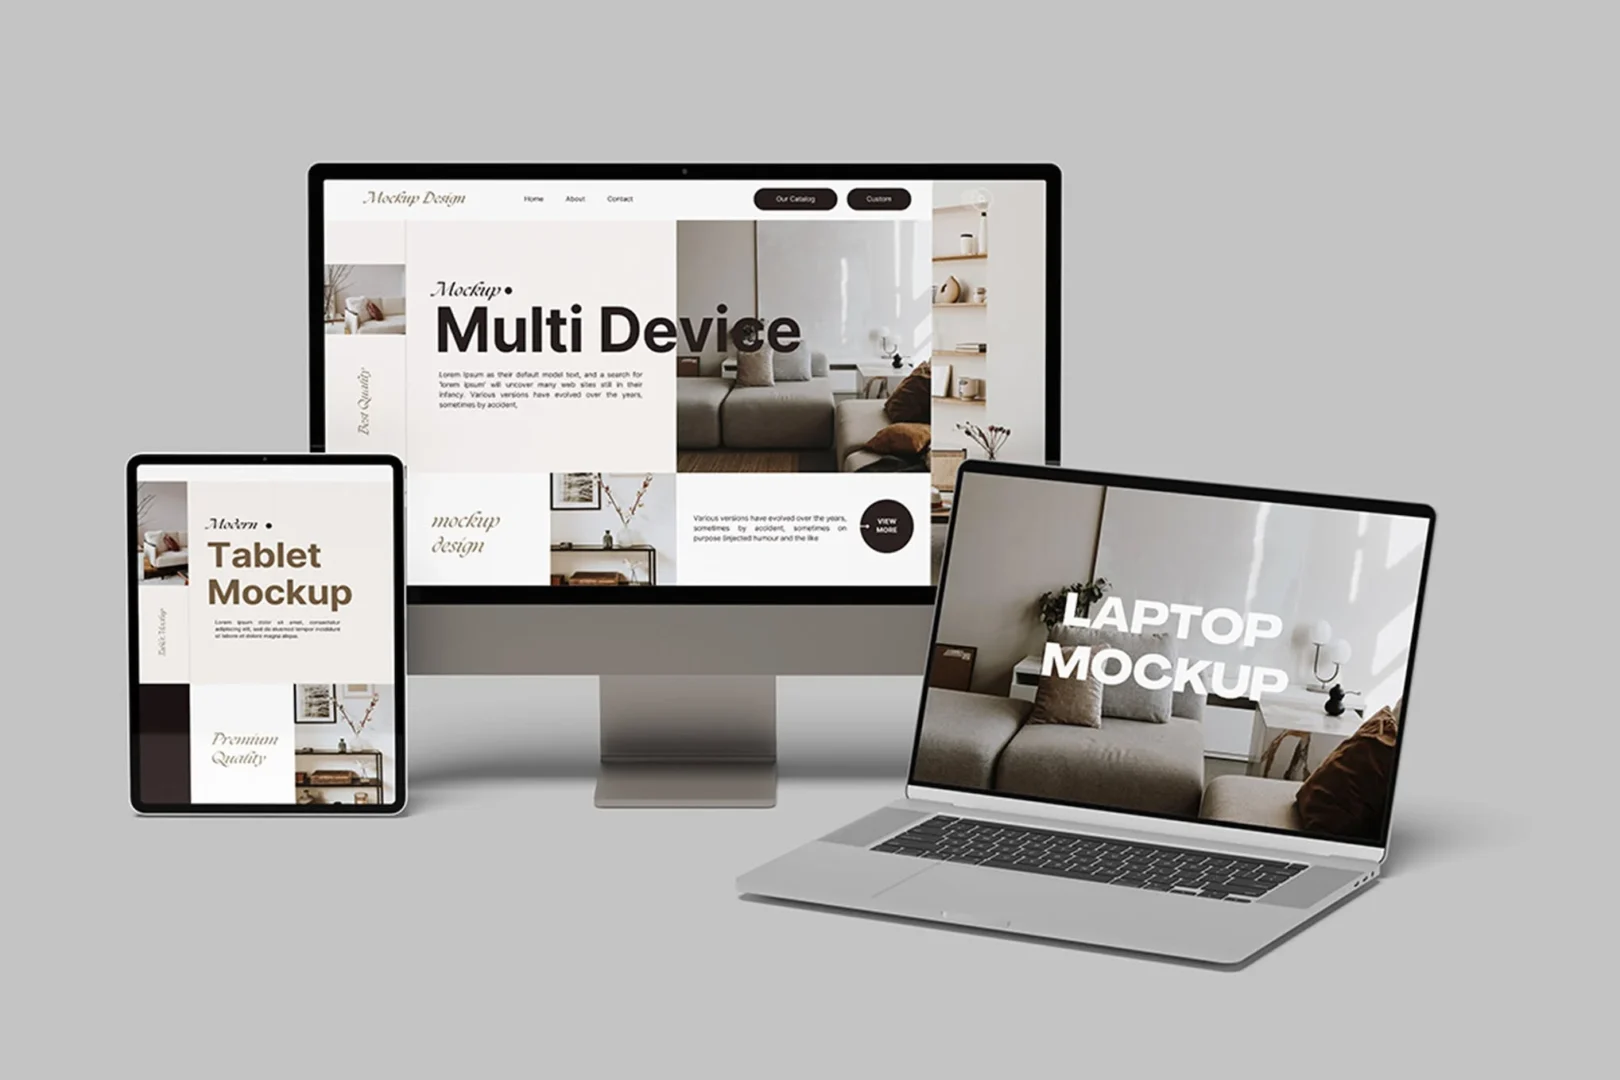 Mockup Design
Home
About
Contact
Our Catalog
Custom
Best Quality
Mockup
Multi Device
Lorem Ipsum as their default model text, and a search for
'lorem ipsum' will uncover many web sites still in their
infancy. Various versions have evolved over the years,
sometimes by accident,
mockup
design
Various versions have evolved over the years,
sometimes by accident, sometimes on
purpose (injected humour and the like
VIEW
MORE
Modern
Tablet
Mockup
Lorem ipsum dolor sit amet, consectetur
adipiscing elit, sed do eiusmod tempor incididunt
ut labore et dolore magna aliqua.
Tablet Mockup
Premium
Quality
LAPTOP
MOCKUP